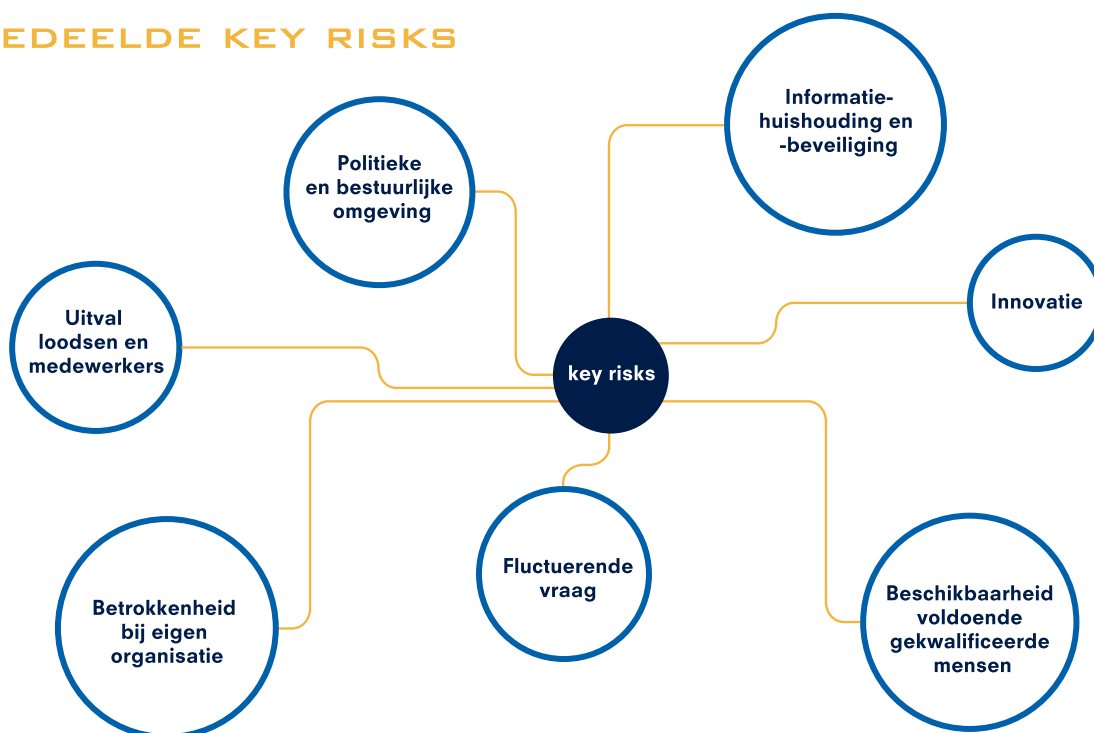 EDEELDE KEY RISKS
Informatie-
huishouding en
-beveiliging
Politieke
en bestuurlijke
omgeving
Innovatie
Uitval
loodsen en
medewerkers
key risks
Fluctuerende
vraag
Beschikbaarheid
voldoende
gekwalificeerde
mensen
Betrokkenheid
bij eigen
organisatie